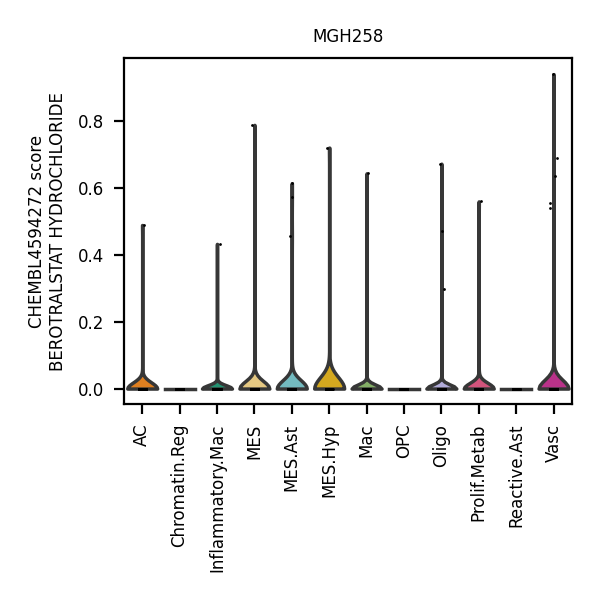 MGH258
CHEMBL4594272 score
BEROTRALSTAT HYDROCHLORIDE
0.8
0.6
0.4
0.2
0.0
AC
Chromatin.Reg
Inflammatory.Mac
MES
MES.Ast
MES.Hyp
Mac
OPC
Oligo
Prolif.Metab
Reactive.Ast
Vasc